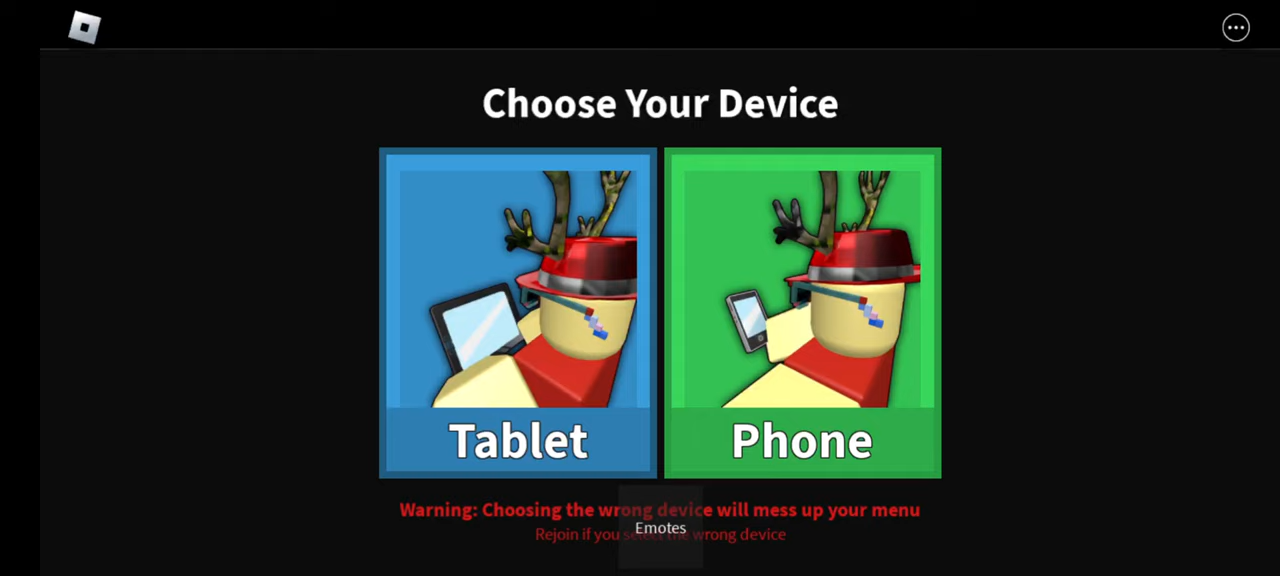 Choose Your Device
Tablet
Phone
Warning: Choosing the wrong device will mess up your menu
Emotes
Rejoin if you select the wrong device